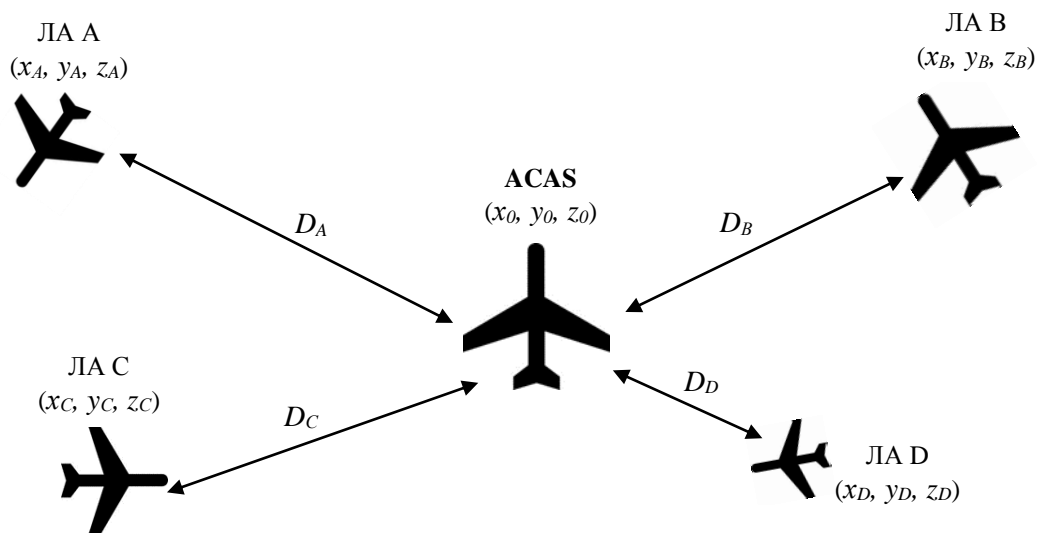 ЛА A
(xA, yA, zA)
ЛА B
(xB, yB, zB)
ACAS
(x0, y0, z0)
DA
DB
ЛА C
(xC, yC, zC)
DC
DD
ЛА D
(xD, yD, zD)